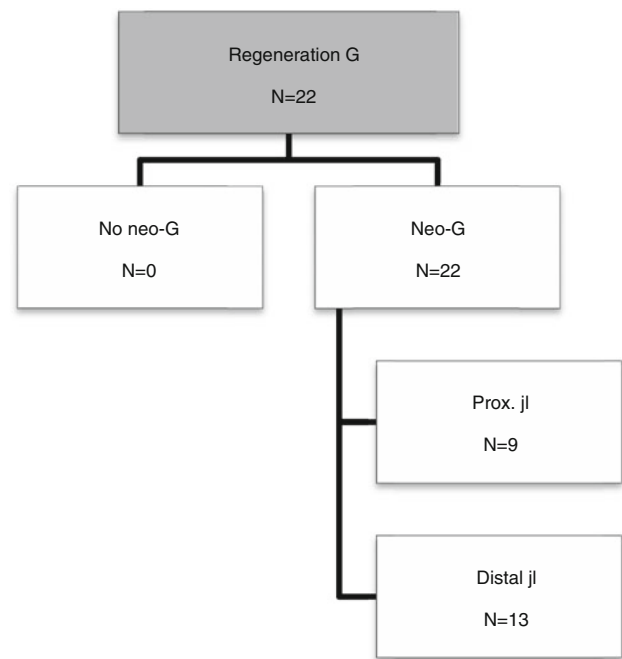 Regeneration G
N=22
No neo-G
N=0
Neo-G
N=22
Prox. jl
N=9
Distal jl
N=13